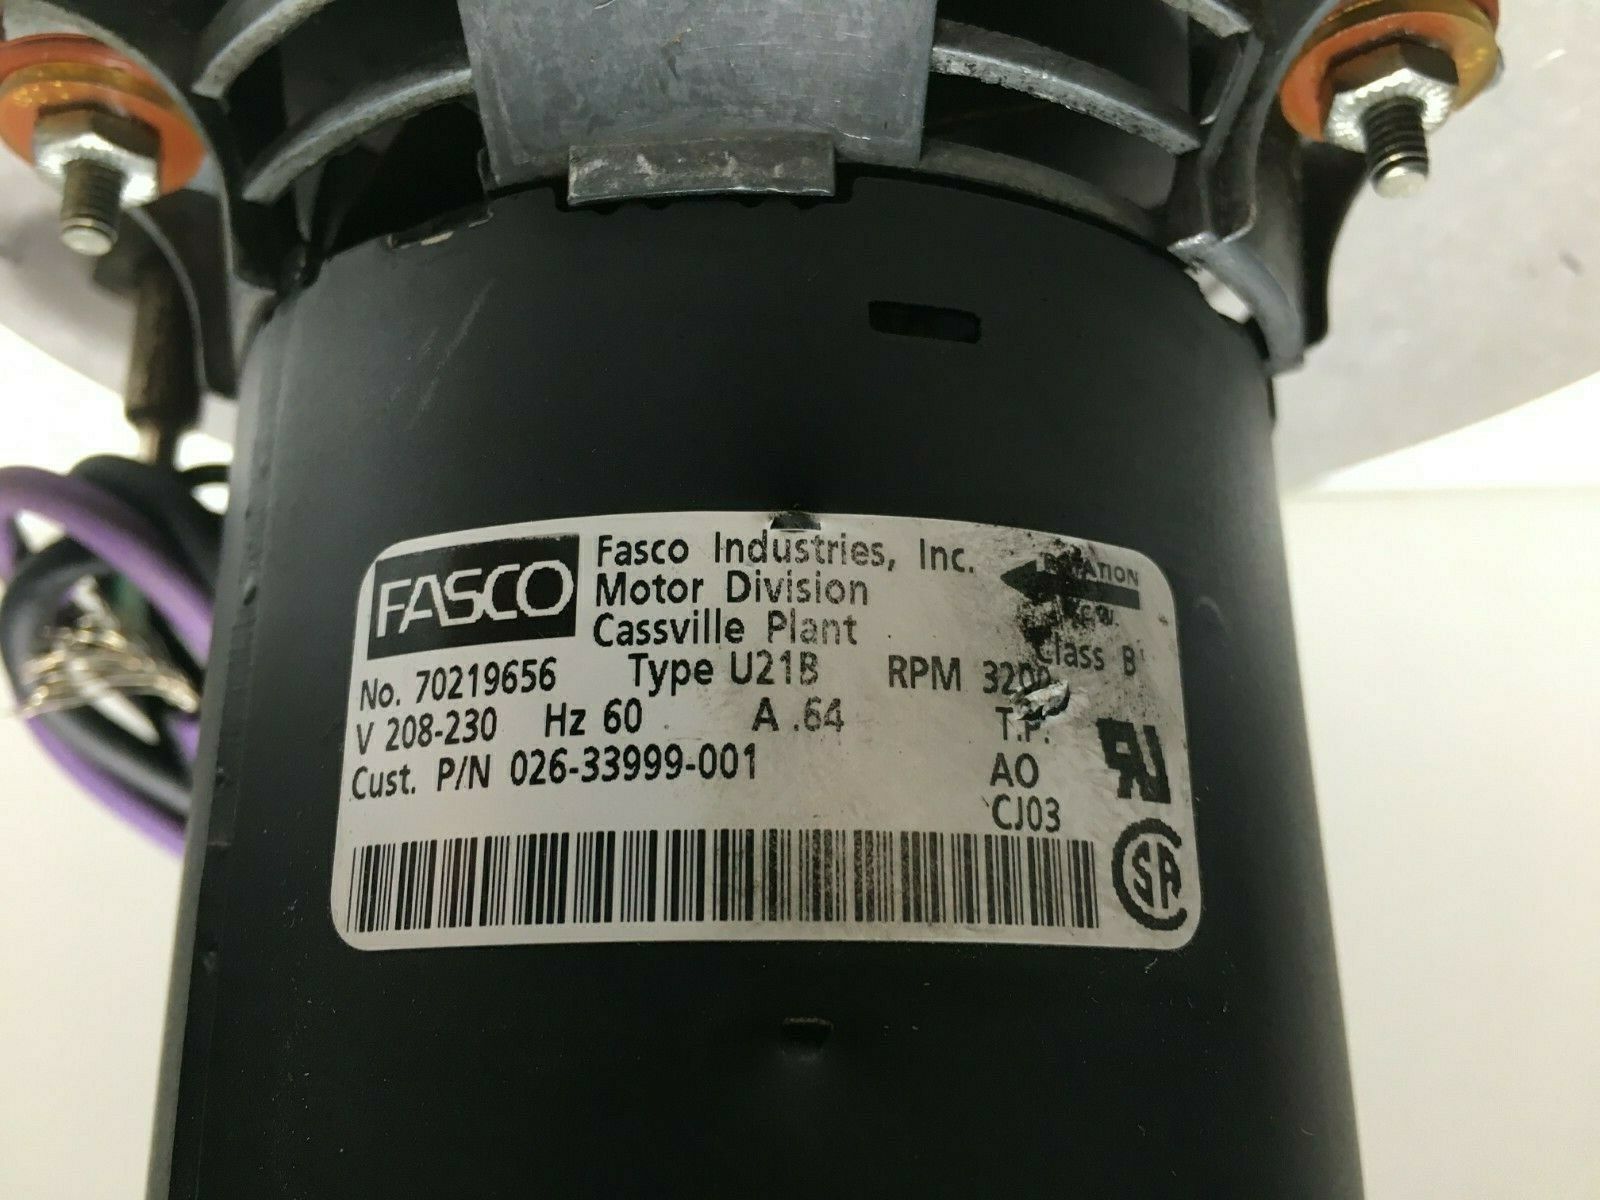 FASCO
Fasco Industries, Inc.
Motor Division
Cassville Plant
ROTATION
Class B
No. 70219656 Type U21B RPM 3200
V 208-230 Hz 60 A .64 T.P.
Cust. P/N 026-33999-001 AO
CJ03
SA